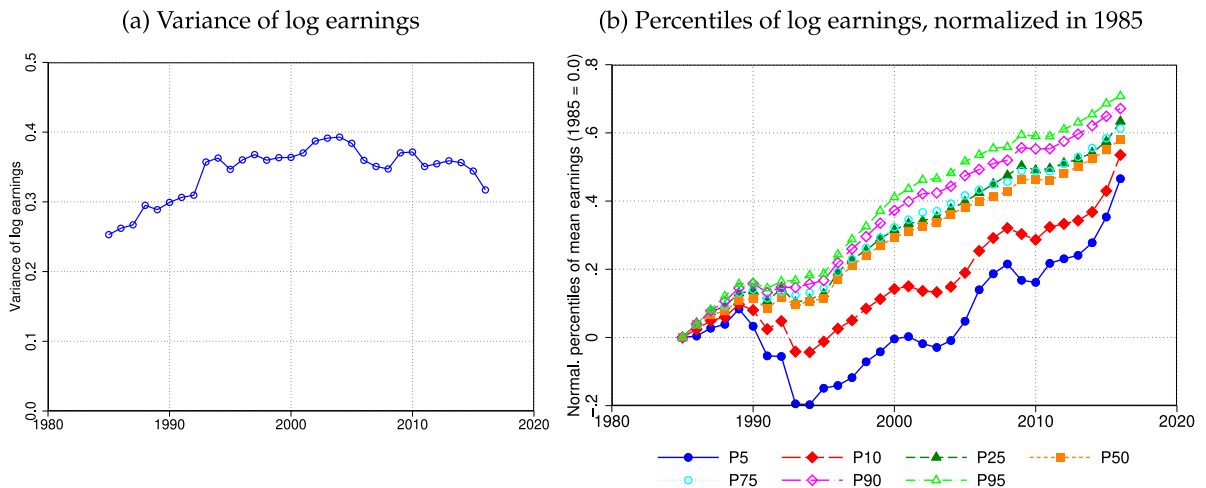 (a) Variance of log earnings
Variance of log earnings
0.5
0.4
0.3
0.2
0.1
0.0
1980 1990 2000 2010 2020
(b) Percentiles of log earnings, normalized in 1985
Normal. percentiles of mean earnings (1985 = 0.0)
.8
.6
.4
.2
0
-.2
1980 1990 2000 2010 2020
P5 P10 P25 P50
P75 P90 P95